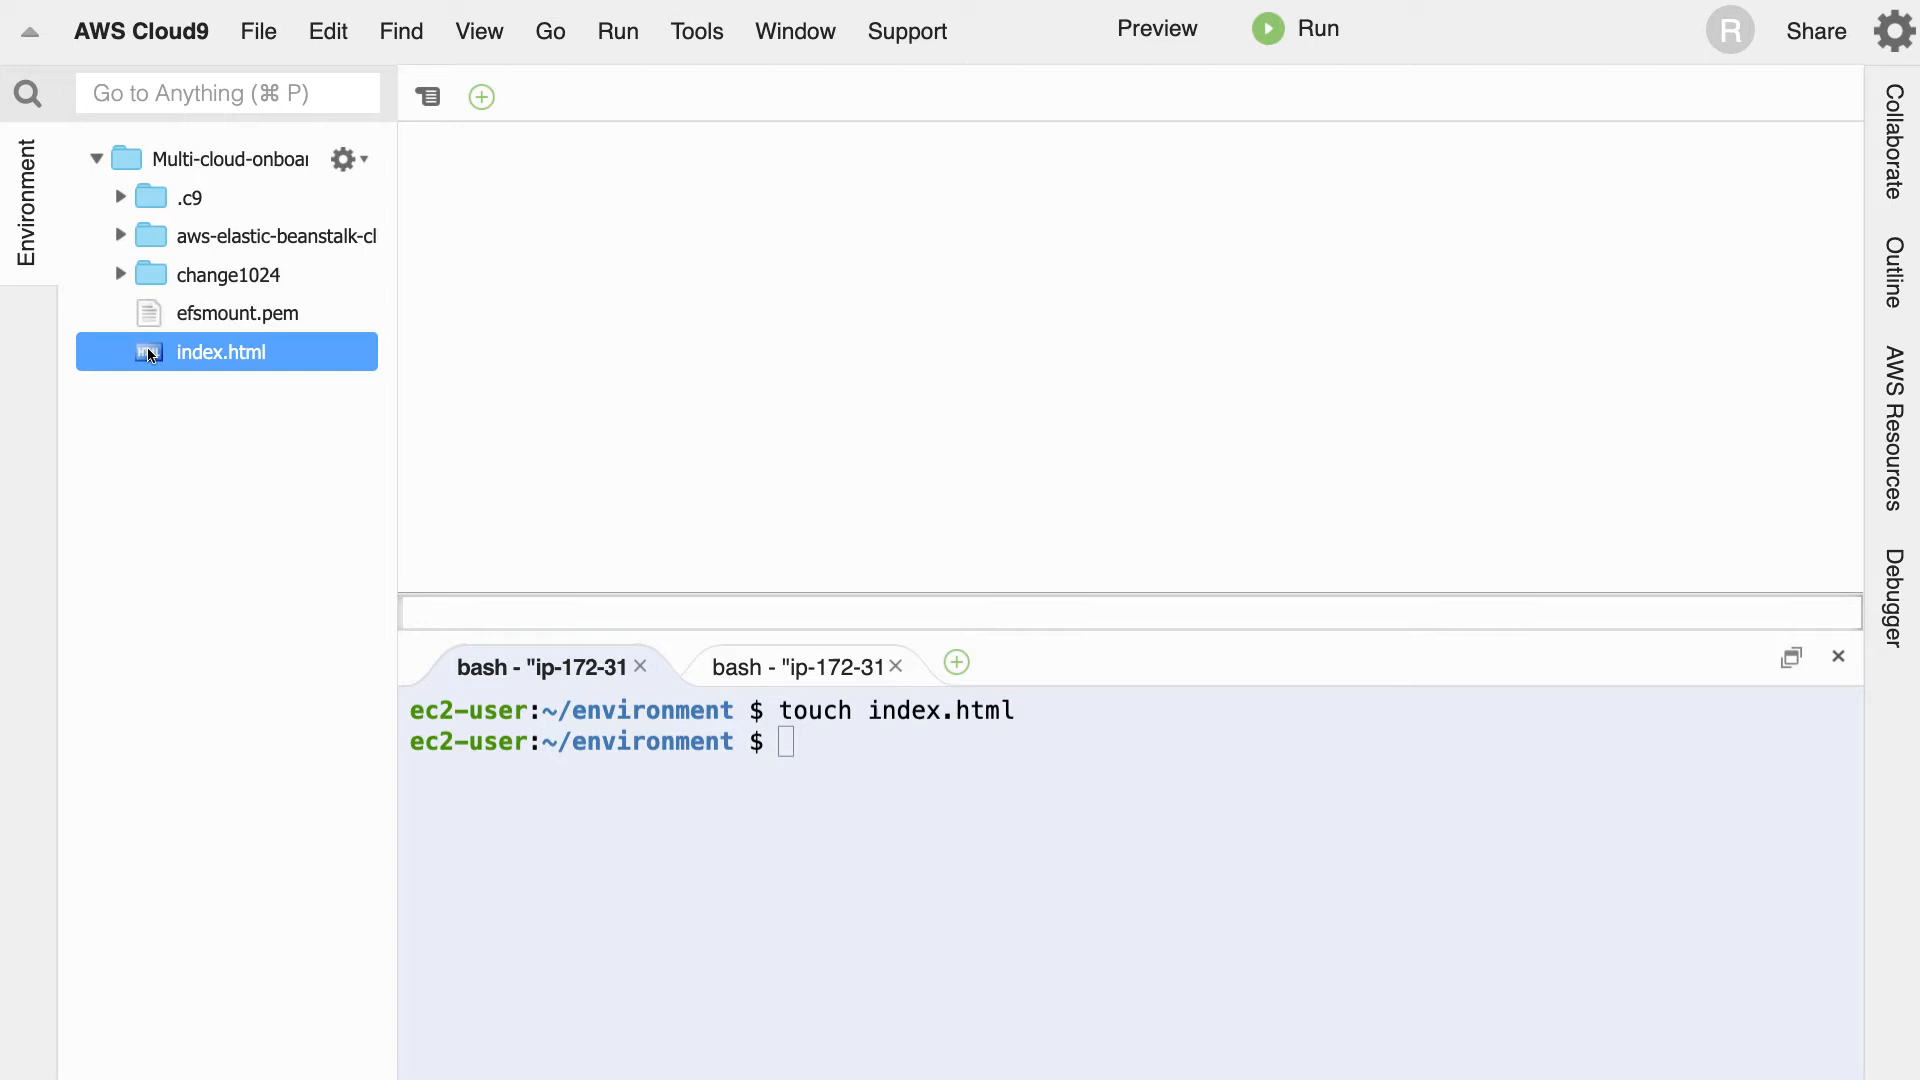 AWS Cloud9 File Edit Find View Go Run Tools Window Support Preview Run R Share
Go to Anything (⌘ P)
Environment
Multi-cloud-onboar
.c9
aws-elastic-beanstalk-cl
change1024
efsmount.pem
index.html
Collaborate
Outline
AWS Resources
Debugger
bash - "ip-172-31 bash - "ip-172-31
ec2-user:~/environment $ touch index.html
ec2-user:~/environment $